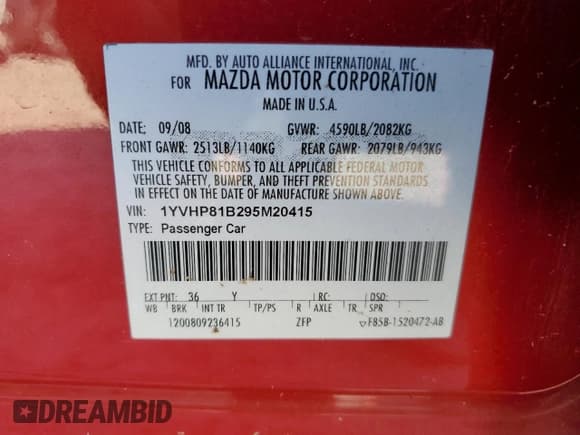 MFD. BY AUTO ALLIANCE INTERNATIONAL, INC.
FOR MAZDA MOTOR CORPORATION
MADE IN U.S.A.
DATE: 09/08 GVWR: 4590LB/2082KG
FRONT GAWR: 2513LB/1140KG REAR GAWR: 2079LB/943KG
THIS VEHICLE CONFORMS TO ALL APPLICABLE FEDERAL MOTOR
VEHICLE SAFETY, BUMPER, AND THEFT PREVENTION STANDARDS
IN EFFECT ON THE DATE OF MANUFACTURE SHOWN ABOVE.
VIN: 1YVHP81B295M20415
TYPE: Passenger Car
EXT PNT: 36 Y RC: DSO:
WB BRK INT TR TP/PS R AXLE TR SPR
1200809236415 ZFP ▽F85B-1520472-AB
DREAMBID